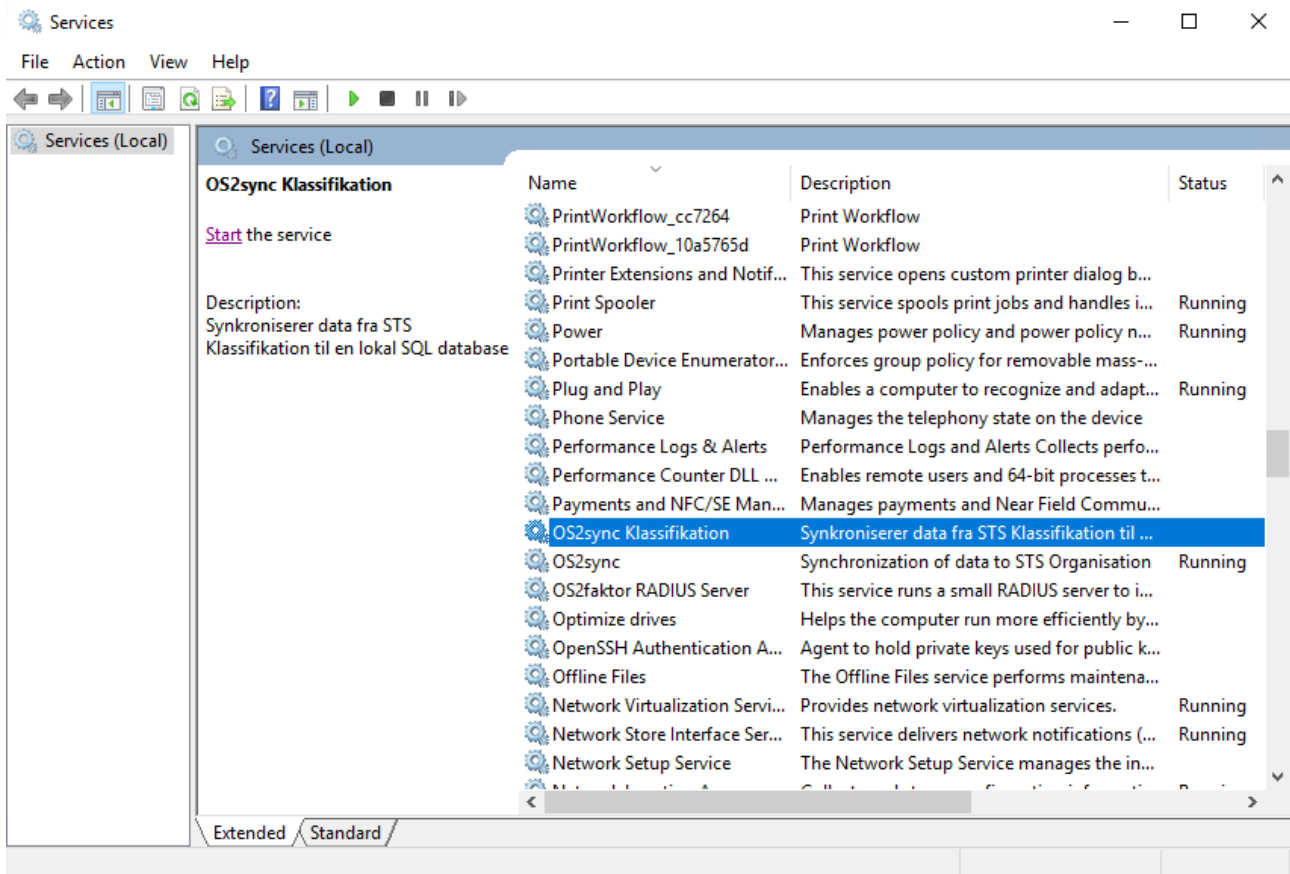 Services
File Action View Help
Services (Local)
Services (Local)
OS2sync Klassifikation
Start the service
Description:
Synkroniserer data fra STS
Klassifikation til en lokal SQL database
Name Description Status
PrintWorkflow_cc7264 Print Workflow
PrintWorkflow_10a5765d Print Workflow
Printer Extensions and Notif... This service opens custom printer dialog b...
Print Spooler This service spools print jobs and handles i... Running
Power Manages power policy and power policy n... Running
Portable Device Enumerator... Enforces group policy for removable mass-...
Plug and Play Enables a computer to recognize and adapt... Running
Phone Service Manages the telephony state on the device
Performance Logs & Alerts Performance Logs and Alerts Collects perfo...
Performance Counter DLL ... Enables remote users and 64-bit processes t...
Payments and NFC/SE Man... Manages payments and Near Field Commu...
OS2sync Klassifikation Synkroniserer data fra STS Klassifikation til ...
OS2sync Synchronization of data to STS Organisation Running
OS2faktor RADIUS Server This service runs a small RADIUS server to i...
Optimize drives Helps the computer run more efficiently by...
OpenSSH Authentication A... Agent to hold private keys used for public k...
Offline Files The Offline Files service performs maintena...
Network Virtualization Servi... Provides network virtualization services. Running
Network Store Interface Ser... This service delivers network notifications (... Running
Network Setup Service The Network Setup Service manages the in...
Extended Standard